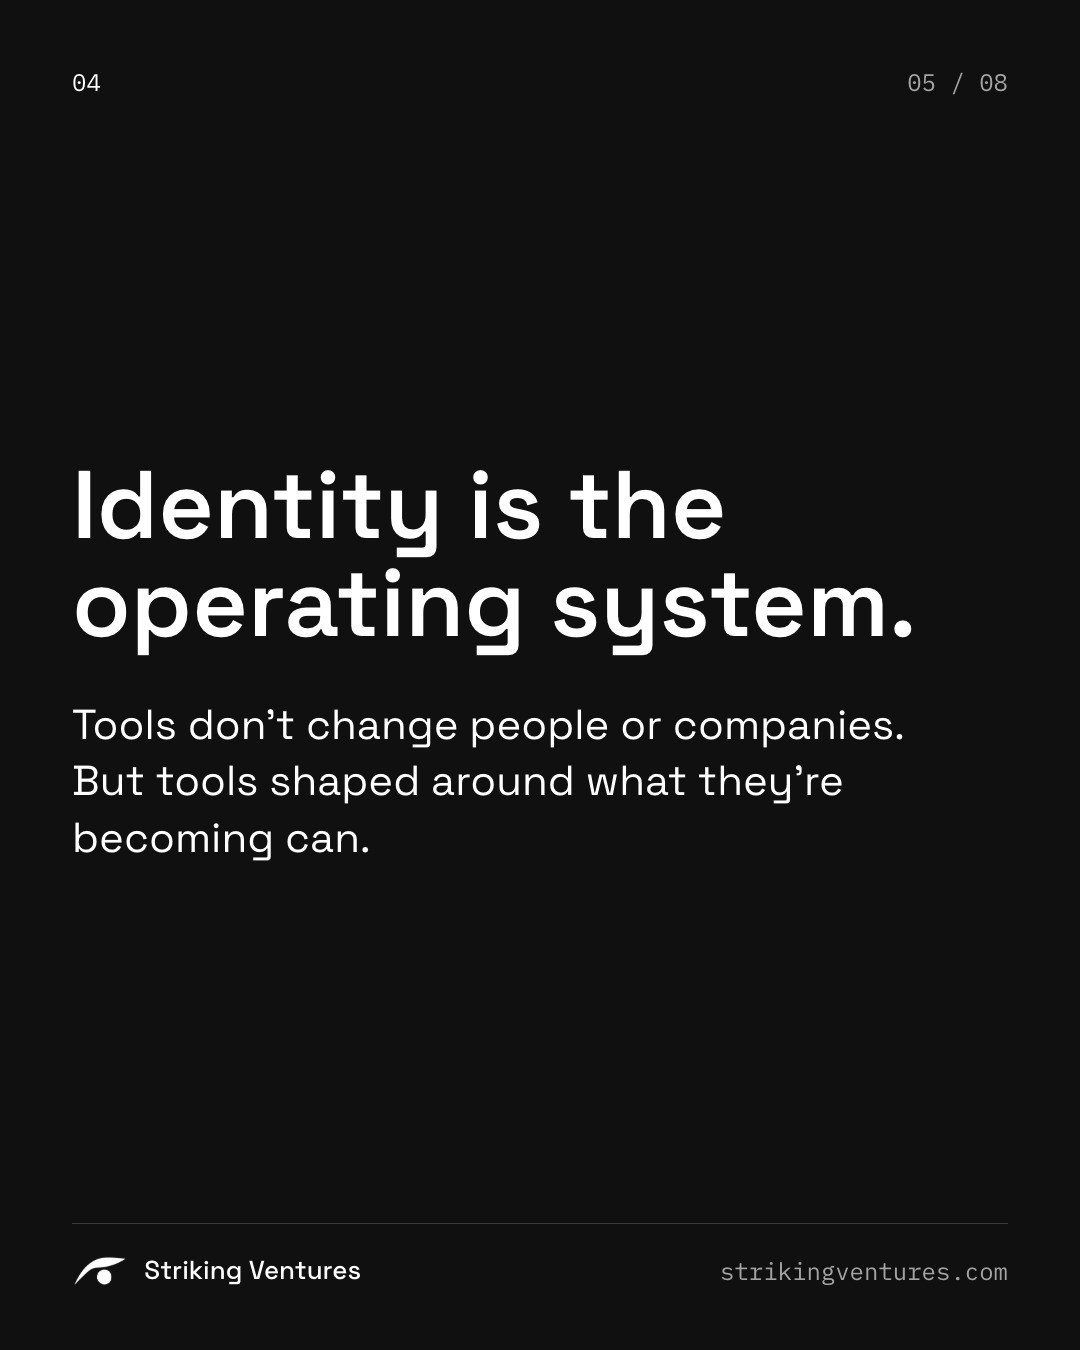 04
05 / 08
Identity is the
operating system.
Tools don’t change people or companies.
But tools shaped around what they’re
becoming can.
Striking Ventures
strikingventures.com